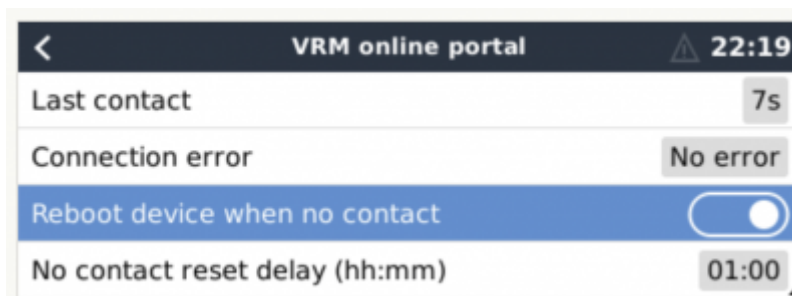 VRM online portal 22:19
Last contact 7s
Connection error No error
Reboot device when no contact
No contact reset delay (hh:mm) 01:00